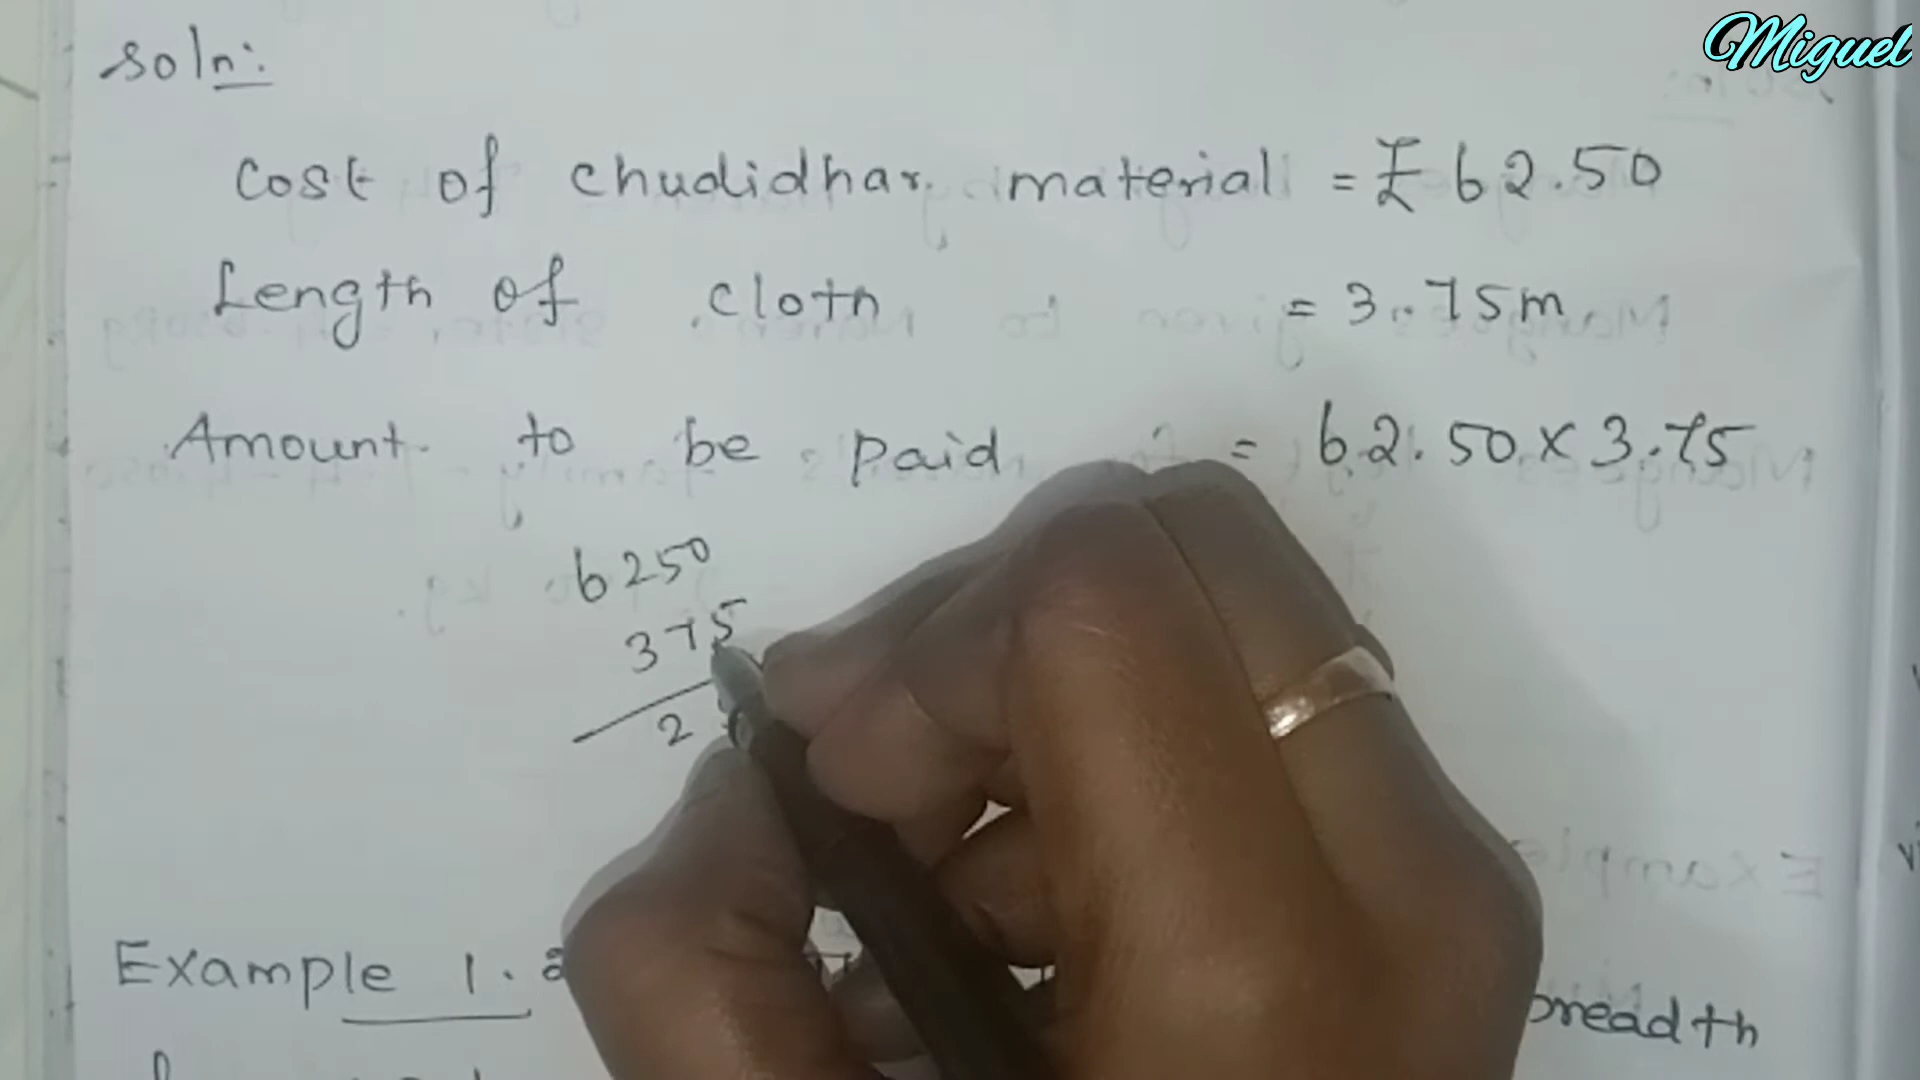 Miguel
Soln:
Cost of chudidhar material = ₹ 62.50
Length of cloth = 3.75m
Amount to be paid = 62.50 × 3.75
6250
375
2
Example 1.
breadth